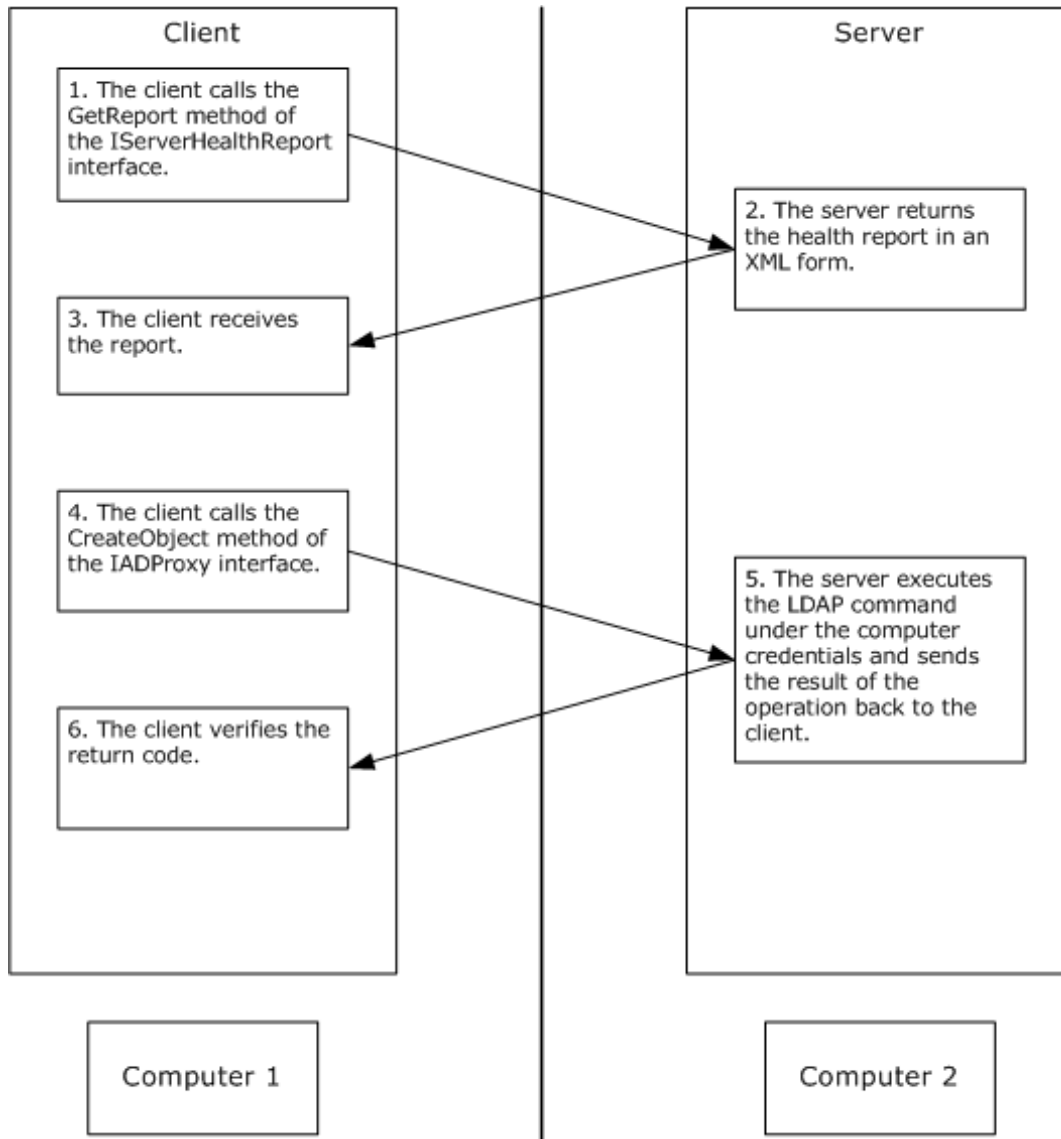 Client
Server
1. The client calls the
GetReport method of
the IServerHealthReport
interface.
2. The server returns
the health report in an
XML form.
3. The client receives
the report.
4. The client calls the
CreateObject method of
the IADProxy interface.
5. The server executes
the LDAP command
under the computer
credentials and sends
the result of the
operation back to the
client.
6. The client verifies the
return code.
Computer 1
Computer 2